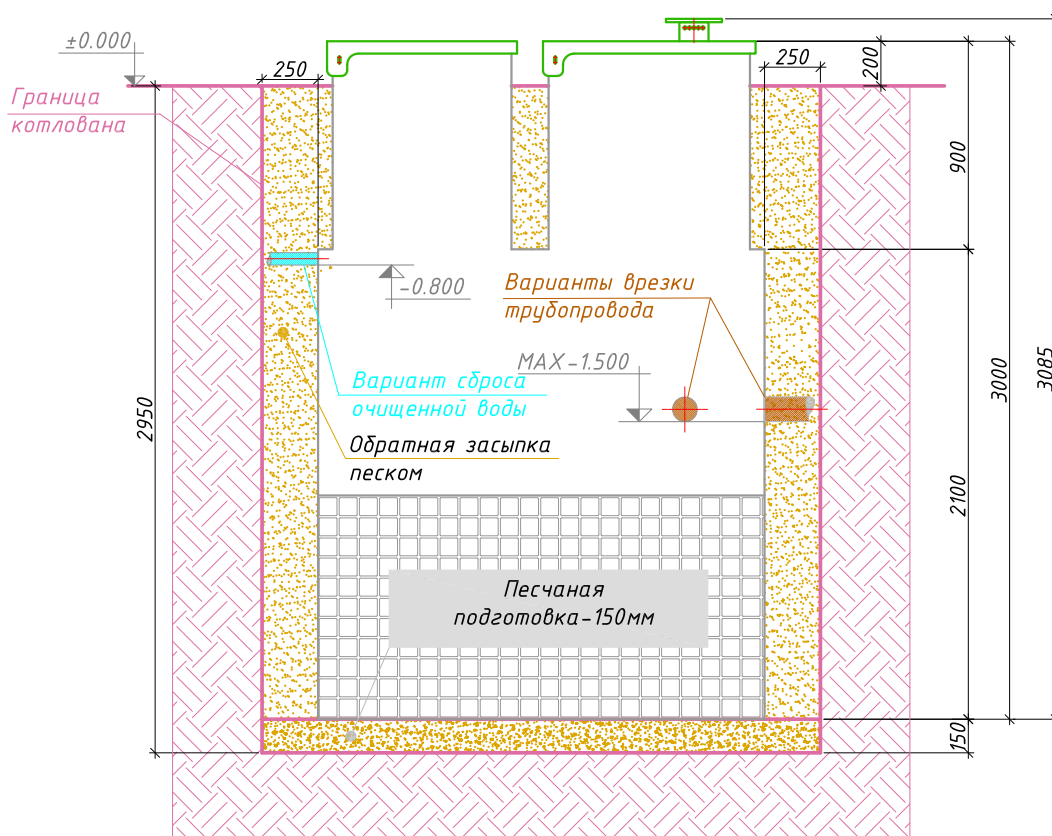 ±0.000
250
250
200
Граница
котлована
900
-0.800
Варианты врезки
трубопровода
MAX-1.500
3085
3000
Вариант сброса
очищенной воды
2950
Обратная засыпка
песком
2100
Песчаная
подготовка-150мм
150